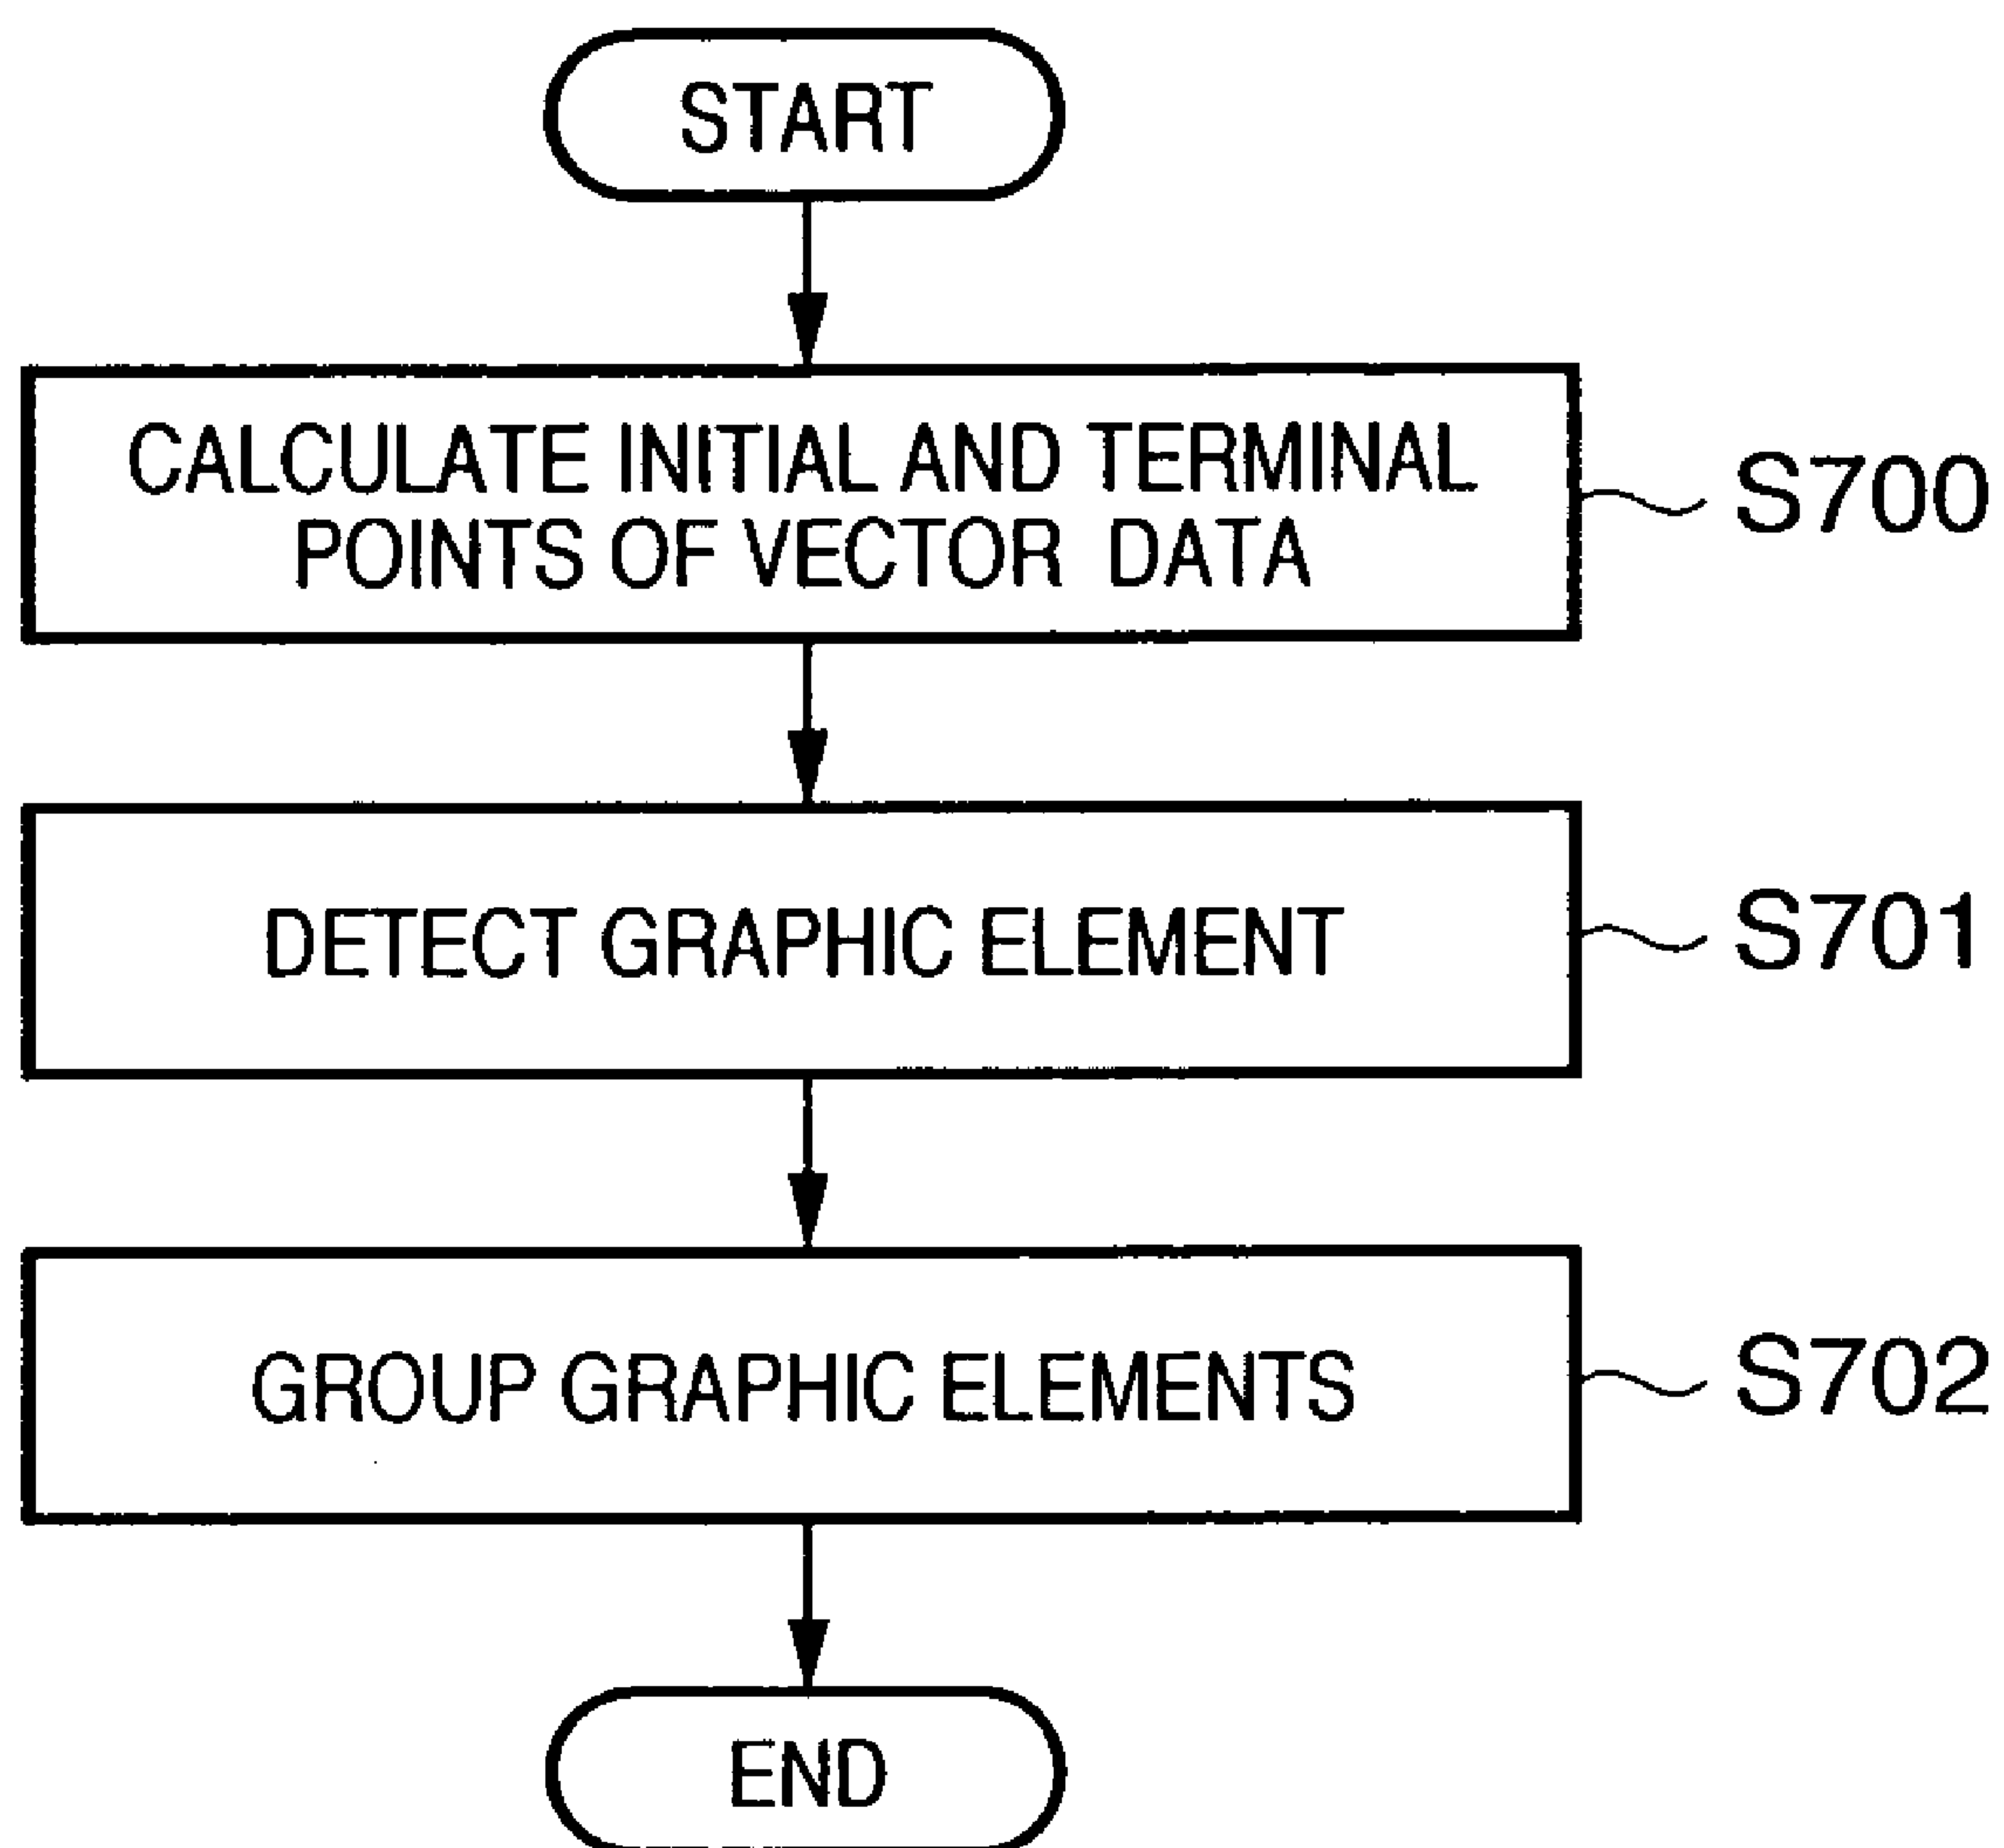 START
CALCULATE INITIAL AND TERMINAL
POINTS OF VECTOR DATA
S700
DETECT GRAPHIC ELEMENT
S701
GROUP GRAPHIC ELEMENTS
S702
END